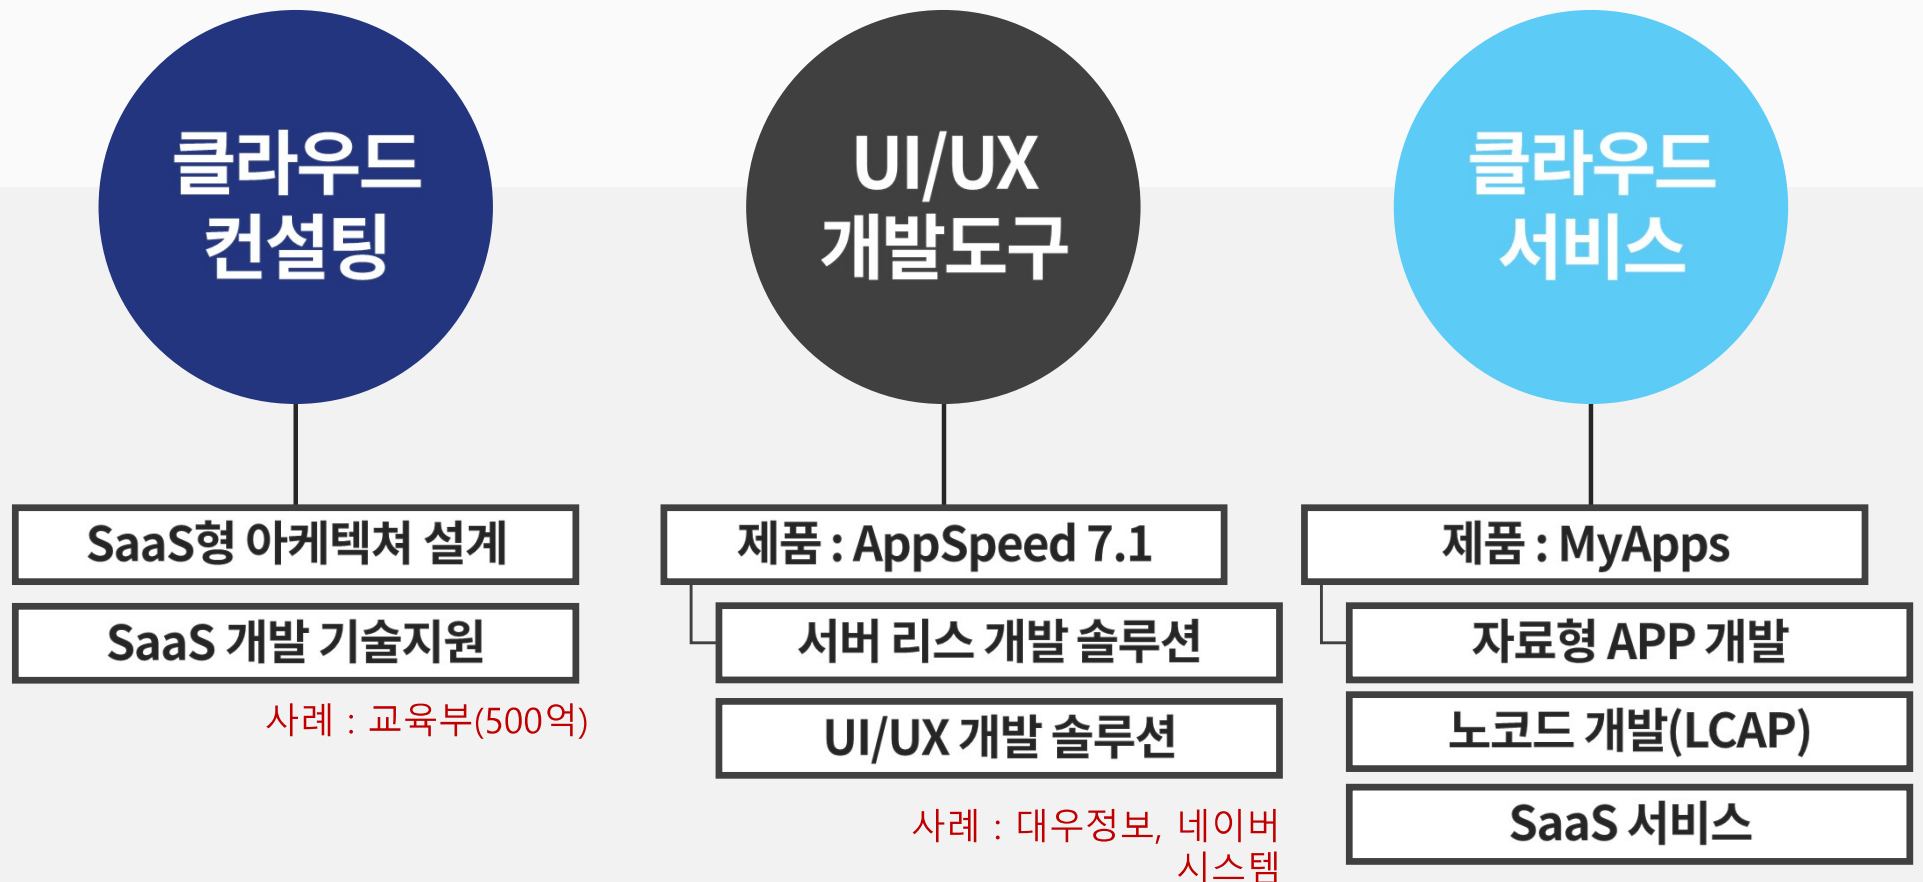 클라우드
컨설팅
SaaS형 아케텍쳐 설계
SaaS 개발 기술지원
사례 : 교육부(500억)
UI/UX
개발도구
제품 : AppSpeed 7.1
서버 리스 개발 솔루션
UI/UX 개발 솔루션
사례 : 대우정보, 네이버
시스템
클라우드
서비스
제품 : MyApps
자료형 APP 개발
노코드 개발(LCAP)
SaaS 서비스